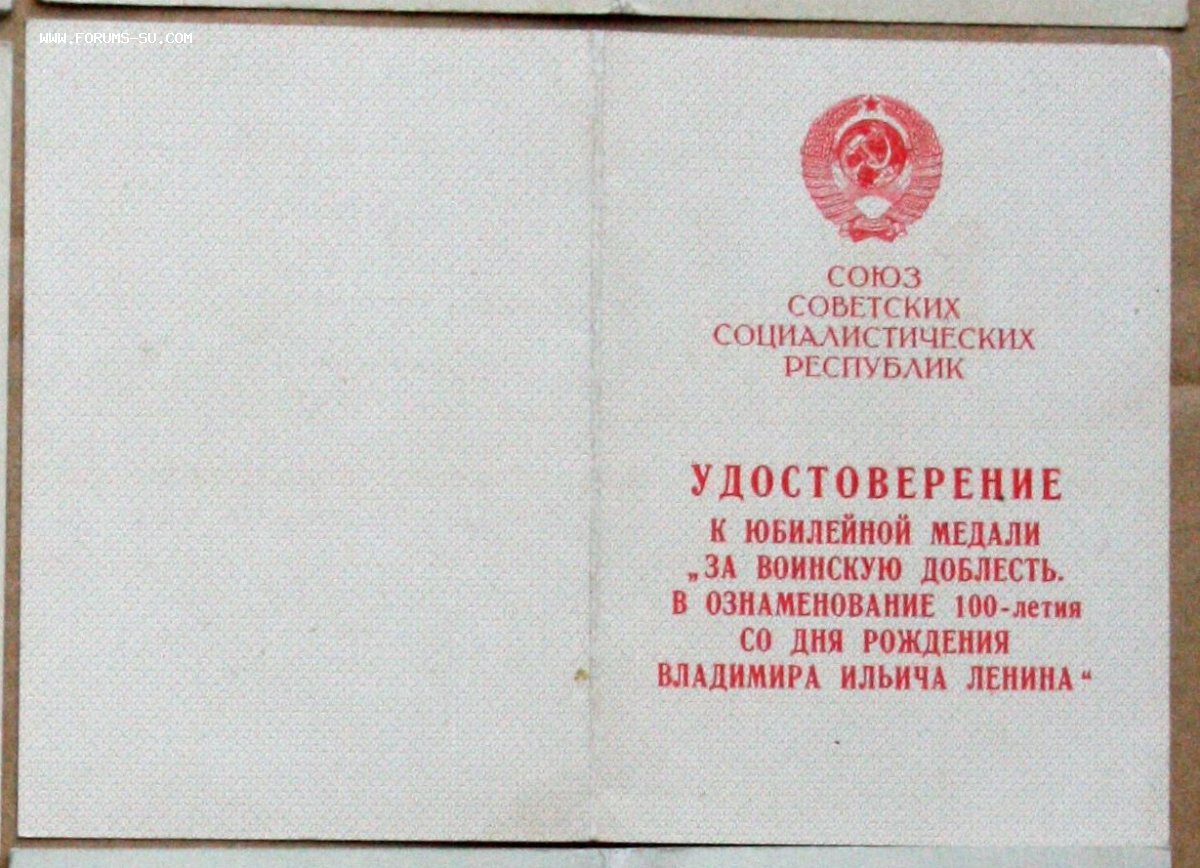 WWW.FORUMS-SU.COM
СОЮЗ
СОВЕТСКИХ
СОЦИАЛИСТИЧЕСКИХ
РЕСПУБЛИК
УДОСТОВЕРЕНИЕ
К ЮБИЛЕЙНОЙ МЕДАЛИ
„ЗА ВОИНСКУЮ ДОБЛЕСТЬ.
В ОЗНАМЕНОВАНИЕ 100-летия
СО ДНЯ РОЖДЕНИЯ
ВЛАДИМИРА ИЛЬИЧА ЛЕНИНА“